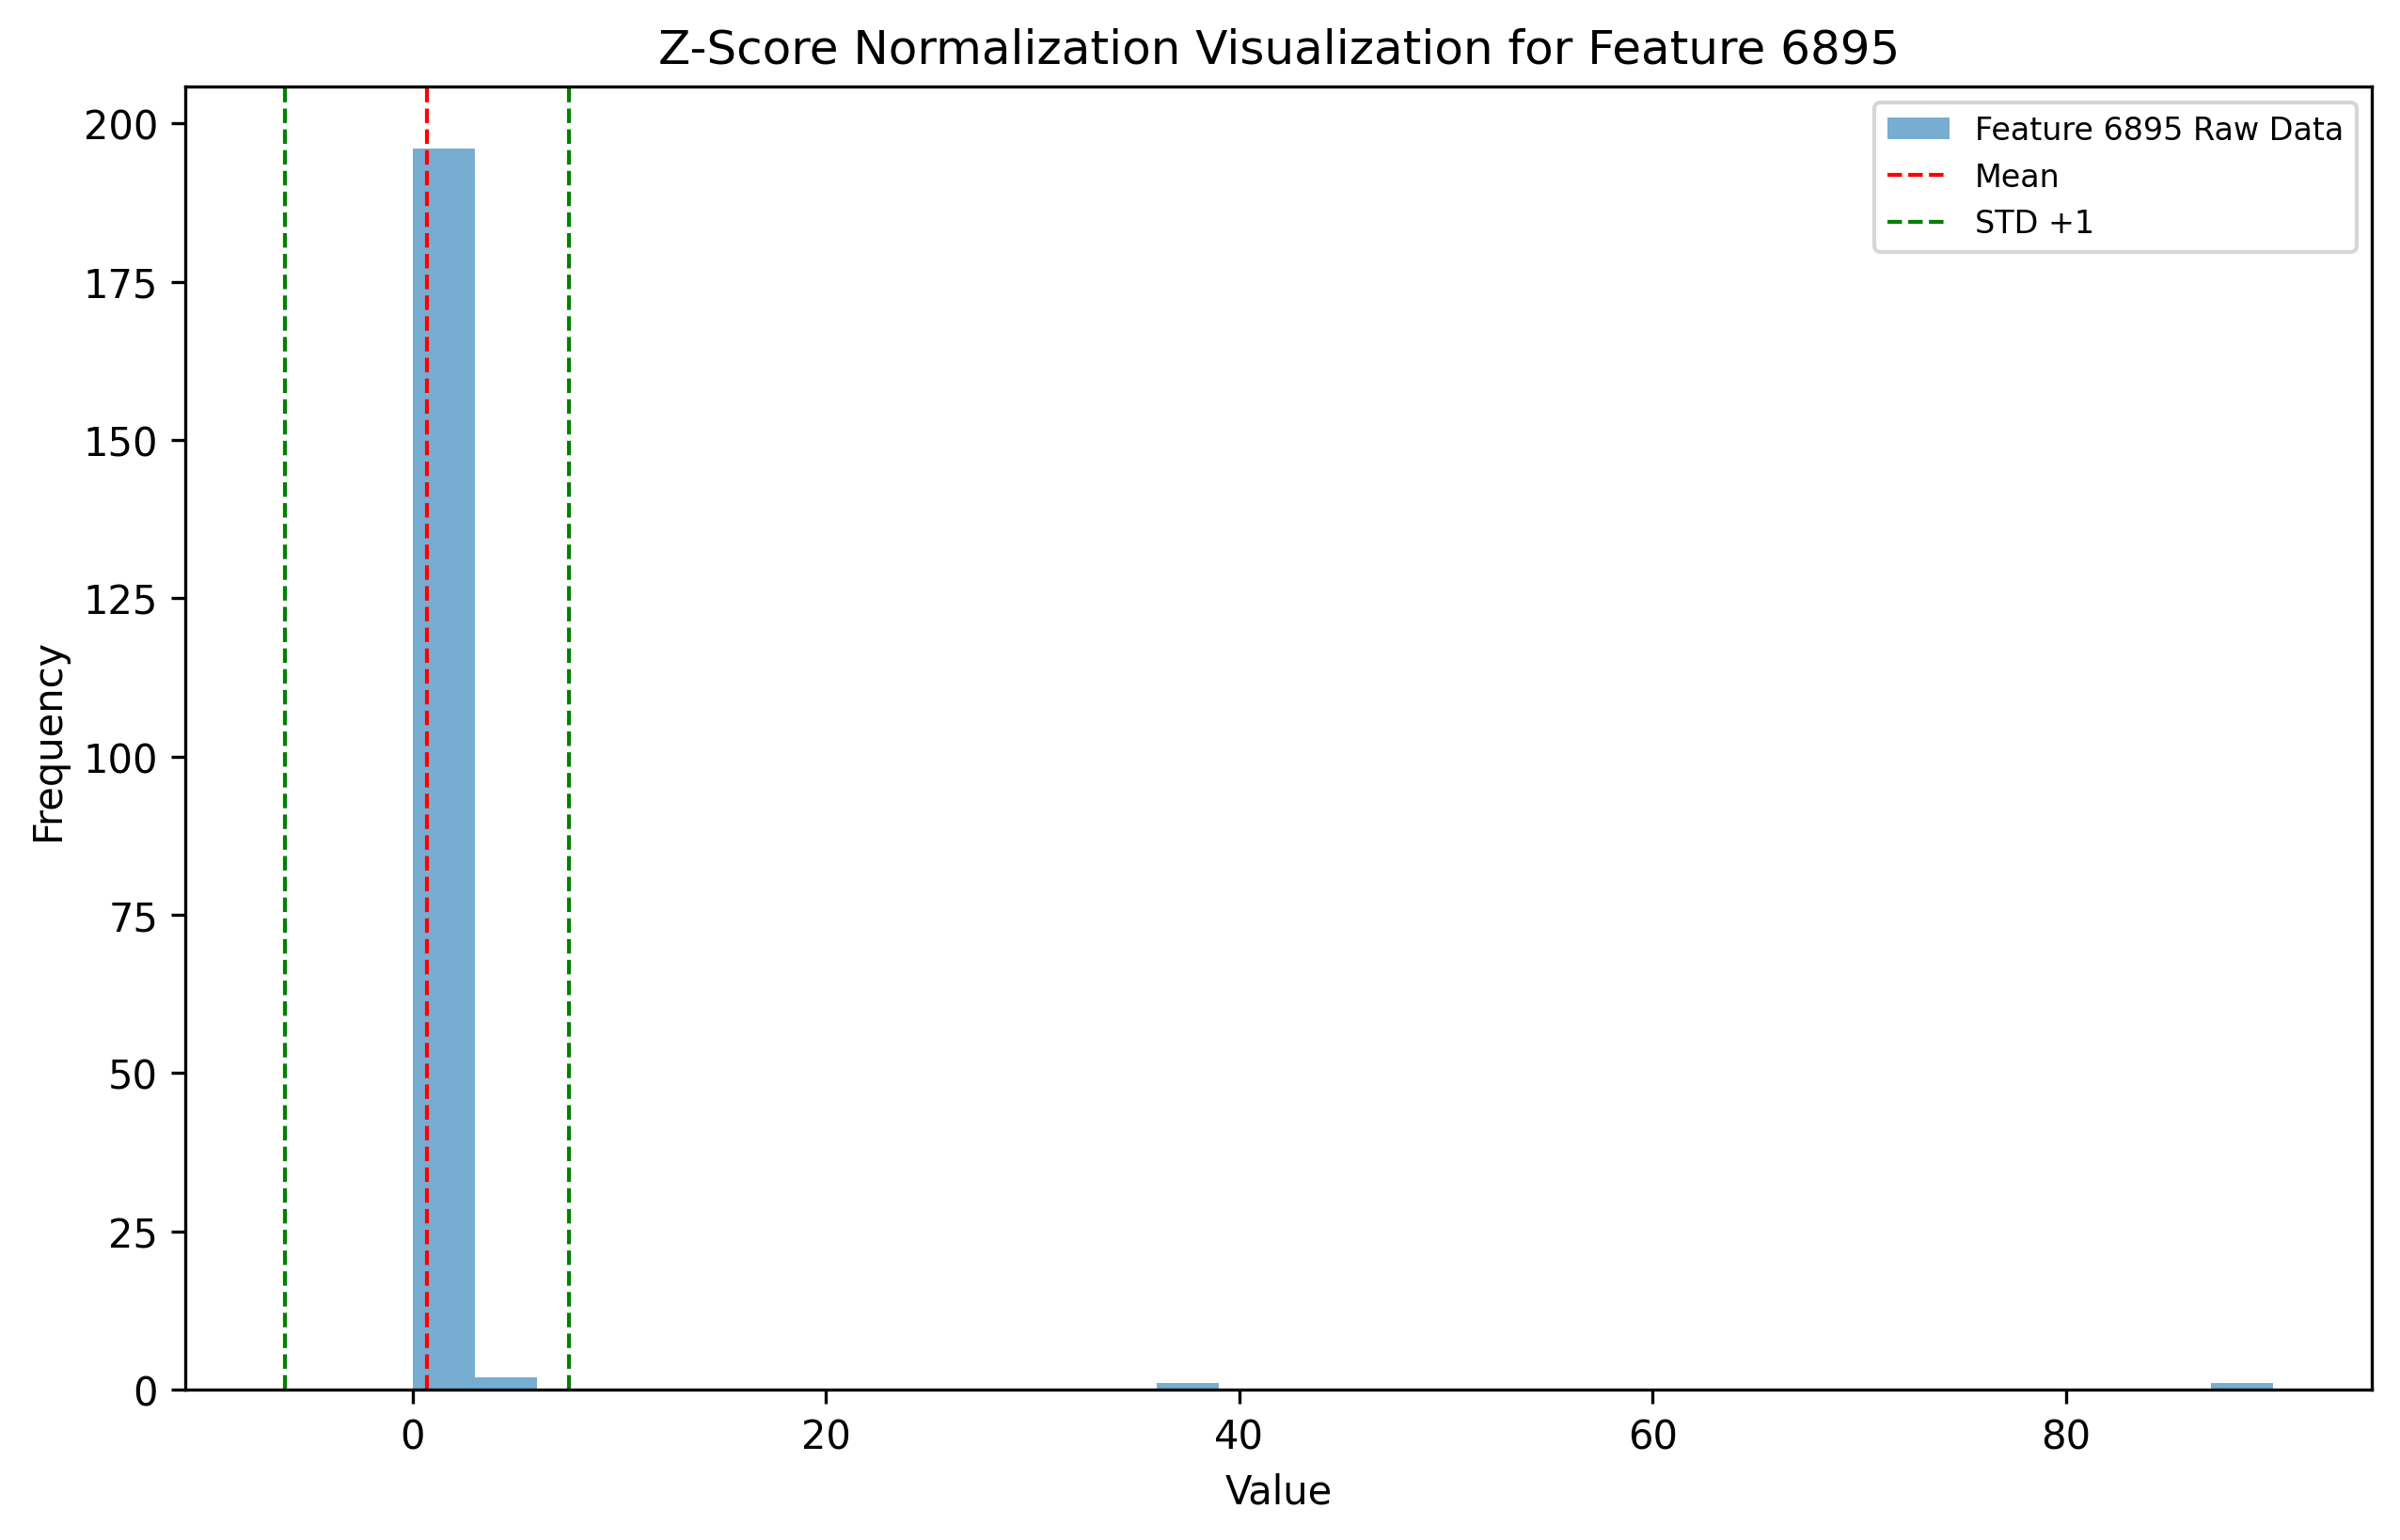 Z-Score Normalization Visualization for Feature 6895
Feature 6895 Raw Data
Mean
STD +1
200
175
150
125
100
75
50
25
0
Frequency
0 20 40 60 80
Value